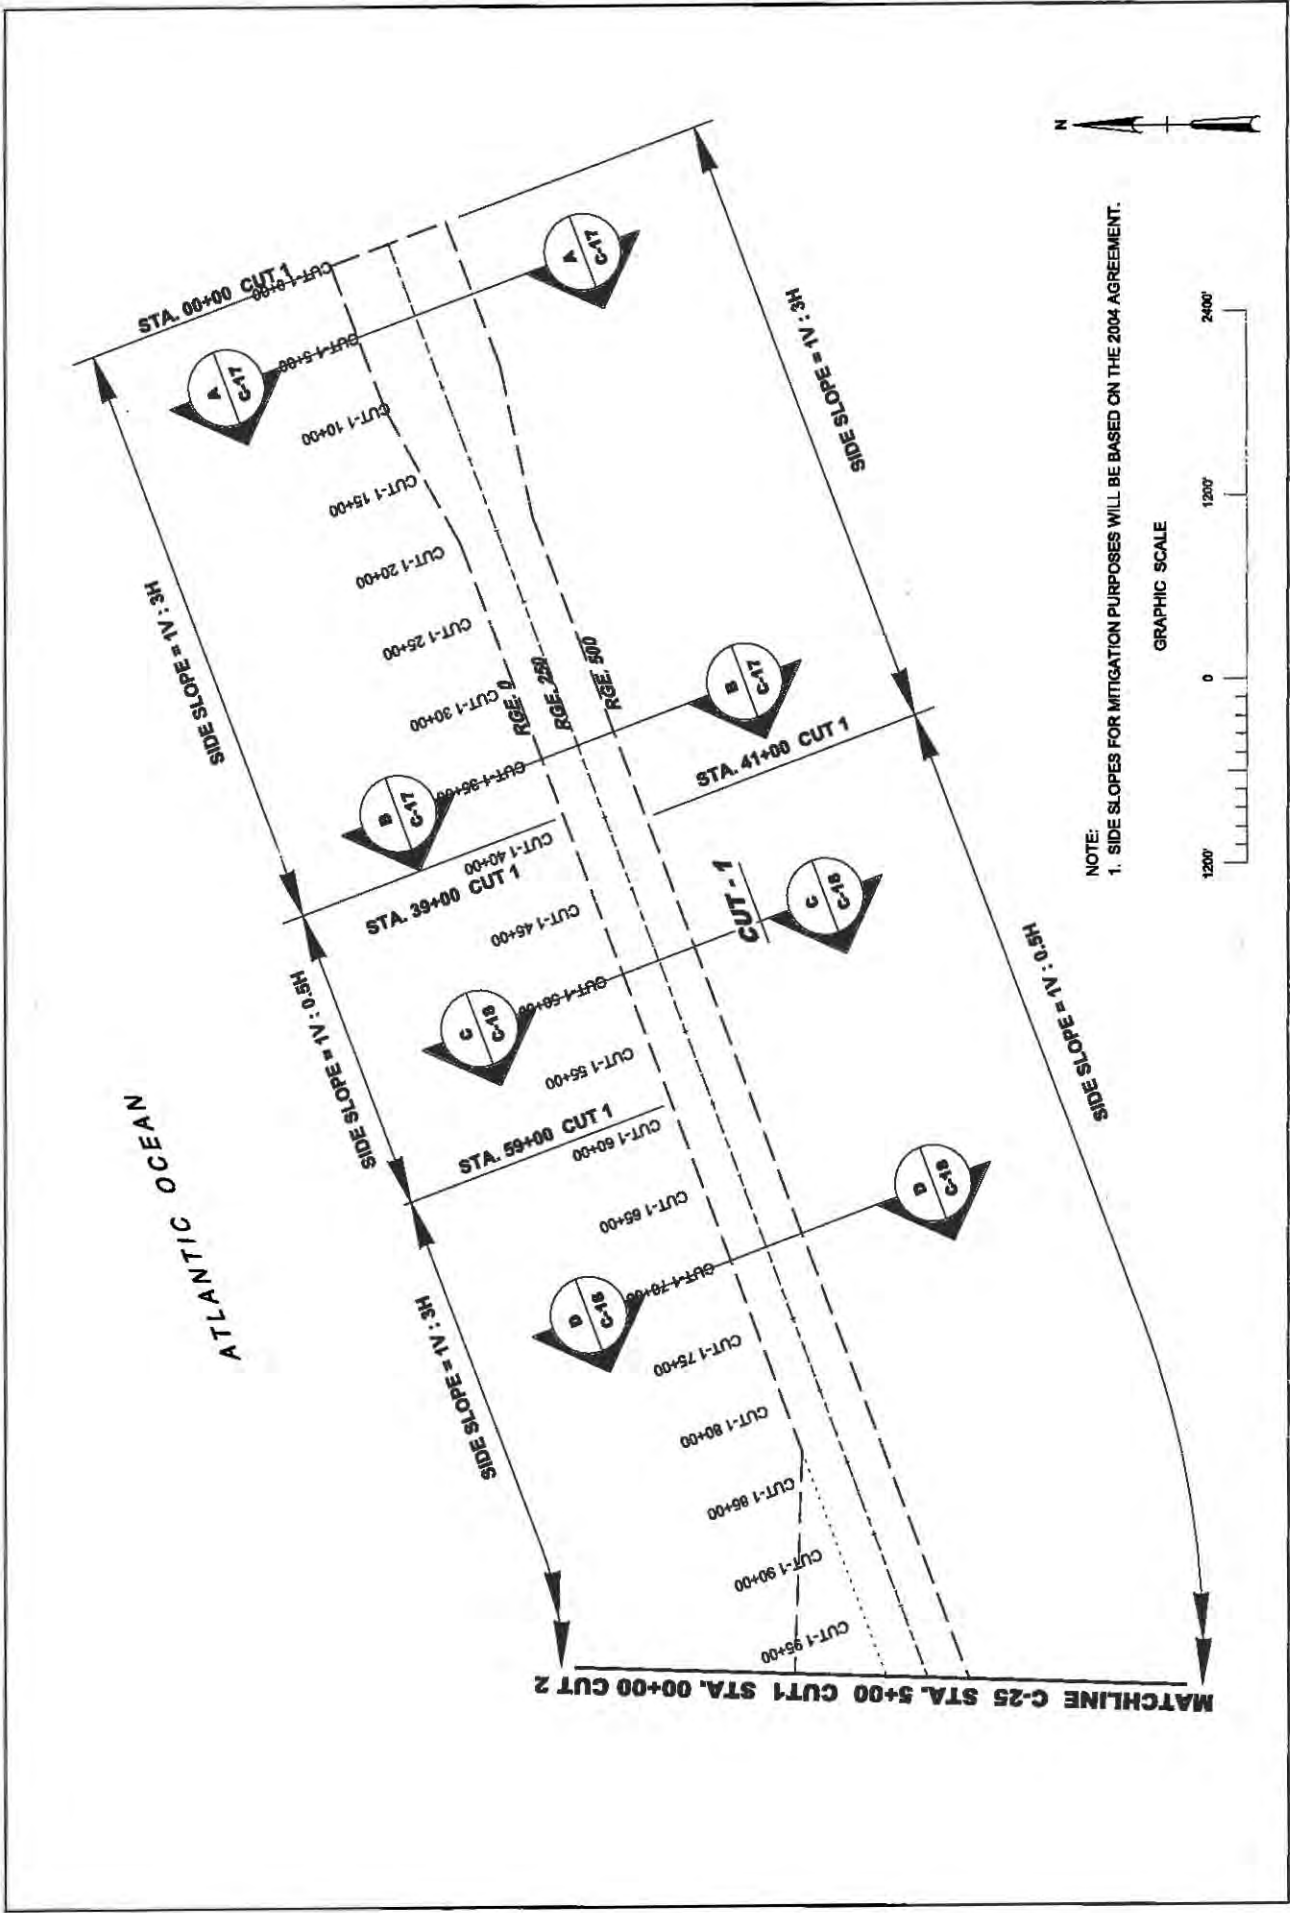 ATLANTIC OCEAN
SIDE SLOPE = 1V : 3H
SIDE SLOPE = 1V : 0.5H
SIDE SLOPE = 1V : 3H
STA. 59+00 CUT 1
STA. 39+00 CUT 1
STA. 00+00 CUT 1
D
C-18
C
C-18
B
C-17
A
C-17
CUT-1 95+00
CUT-1 90+00
CUT-1 85+00
CUT-1 80+00
CUT-1 75+00
CUT-1 70+00
CUT-1 65+00
CUT-1 60+00
CUT-1 55+00
CUT-1 50+00
CUT-1 45+00
CUT-1 40+00
CUT-1 35+00
CUT-1 30+00
CUT-1 25+00
CUT-1 20+00
CUT-1 15+00
CUT-1 10+00
CUT-1 5+00
CUT-1 0+00
RGE. 0
RGE. 250
RGE. 500
CUT - 1
STA. 41+00 CUT 1
D
C-18
C
C-18
B
C-17
A
C-17
SIDE SLOPE = 1V : 0.5H
SIDE SLOPE = 1V : 3H
MATCHLINE C-25 STA. 5+00 CUT1 STA. 00+00 CUT 2
N
NOTE:
1. SIDE SLOPES FOR MITIGATION PURPOSES WILL BE BASED ON THE 2004 AGREEMENT.
GRAPHIC SCALE
1200'
0
1200'
2400'